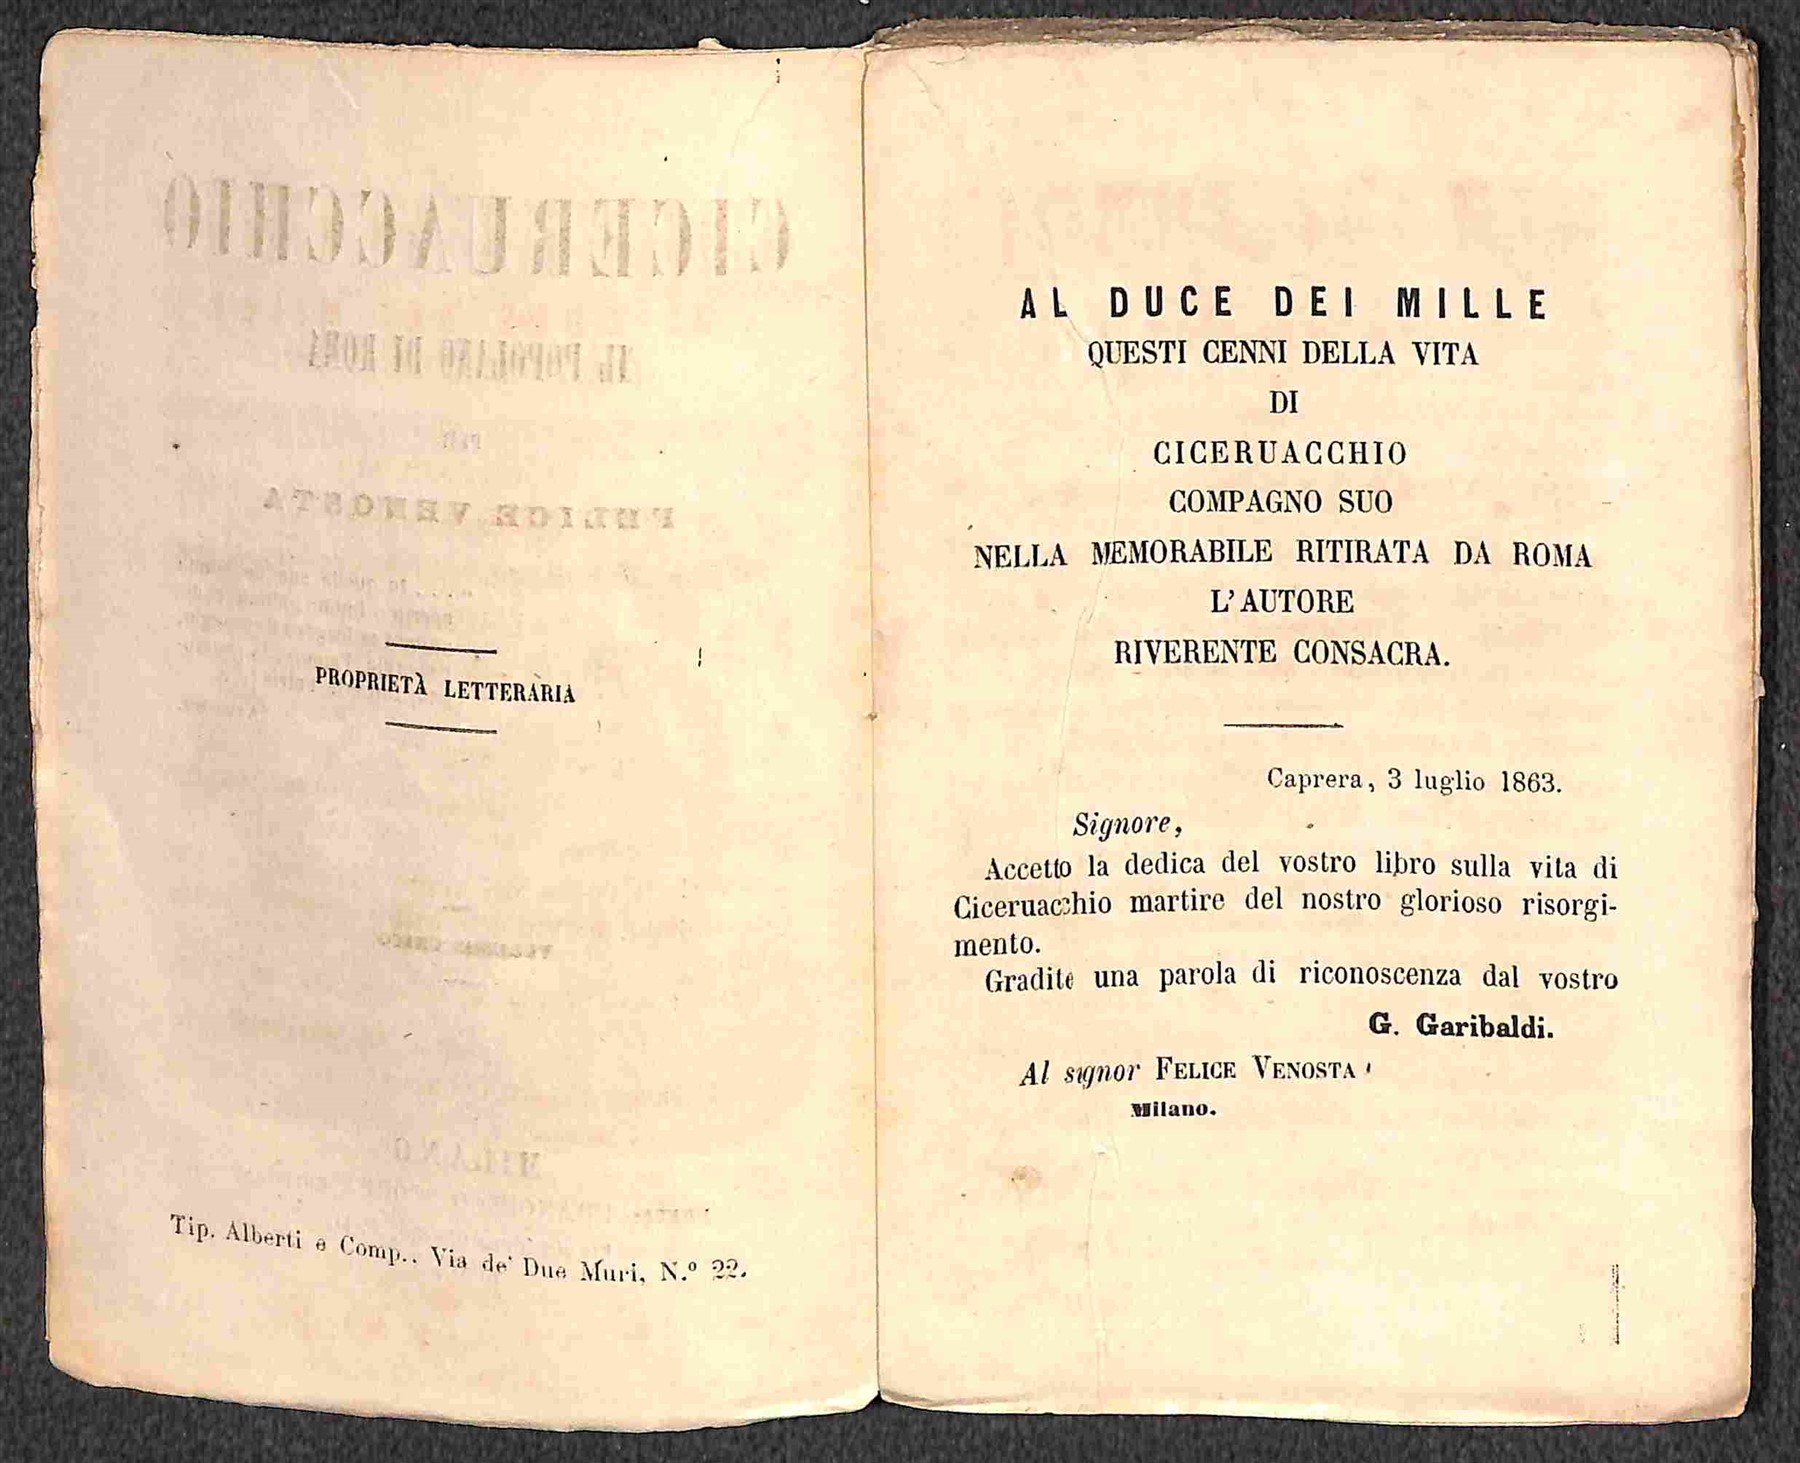 PROPRIETÀ LETTERARIA
Tip. Alberti e Comp.. Via de' Due Muri, N.º 22.
AL DUCE DEI MILLE
QUESTI CENNI DELLA VITA
DI
CICERUACCHIO
COMPAGNO SUO
NELLA MEMORABILE RITIRATA DA ROMA
L'AUTORE
RIVERENTE CONSACRA.
Caprera, 3 luglio 1863.
Signore,
Accetto la dedica del vostro libro sulla vita di
Ciceruacchio martire del nostro glorioso risorgi-
mento.
Gradite una parola di riconoscenza dal vostro
G. Garibaldi.
Al signor FELICE VENOSTA
Milano.